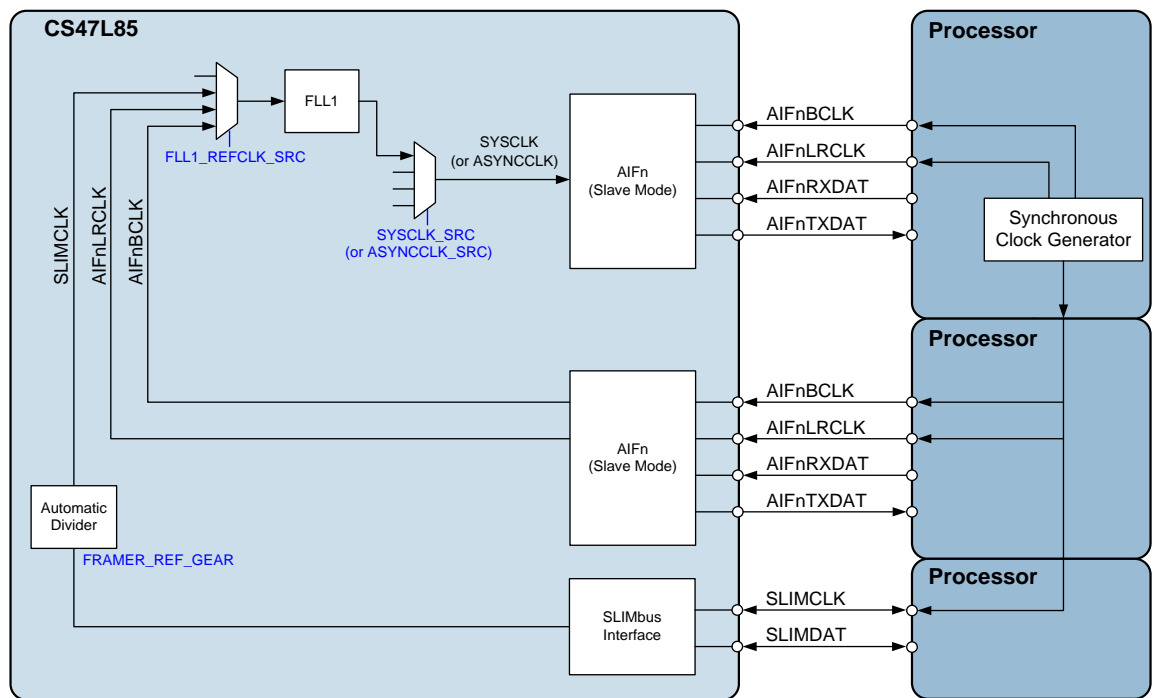 CS47L85
FLL1
FLL1_REFCLK_SRC
SYSCLK
(or ASYNCCLK)
SYSCLK_SRC
(or ASYNCCLK_SRC)
SLIMCLK
AIFnLRCLK
AIFnBCLK
AIFn
(Slave Mode)
AIFnBCLK
AIFnLRCLK
AIFnRXDAT
AIFnTXDAT
Processor
Synchronous
Clock Generator
AIFn
(Slave Mode)
AIFnBCLK
AIFnLRCLK
AIFnRXDAT
AIFnTXDAT
Processor
Automatic
Divider
FRAMER_REF_GEAR
SLIMbus
Interface
SLIMCLK
SLIMDAT
Processor